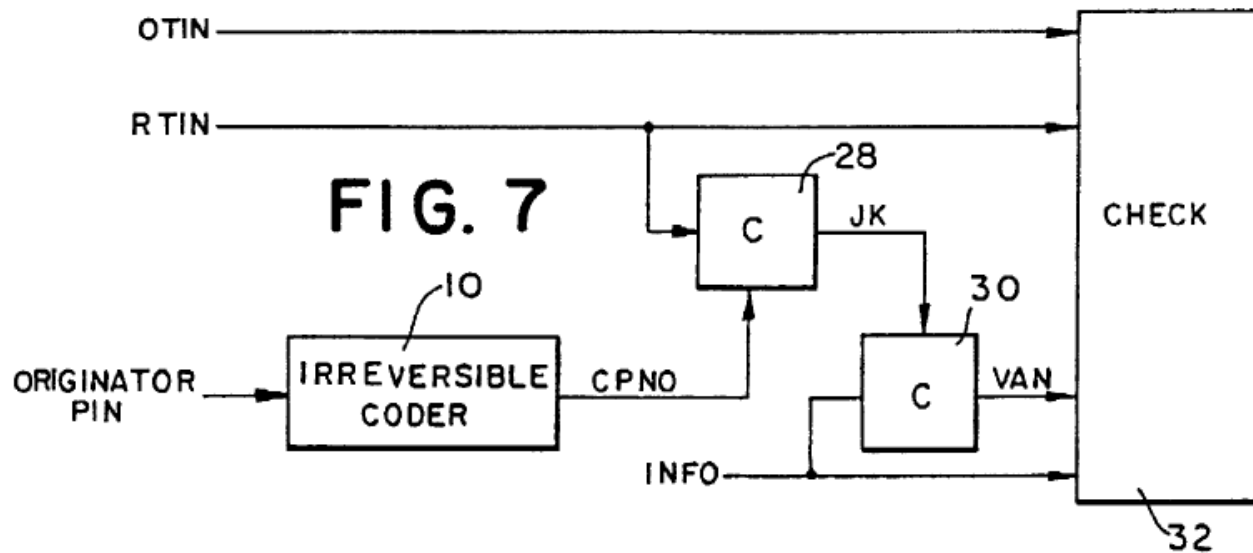 OTIN
RTIN
28
FIG. 7
C
JK
CHECK
10
30
ORIGINATOR
PIN
IRREVERSIBLE
CODER
CPNO
C
VAN
INFO
32